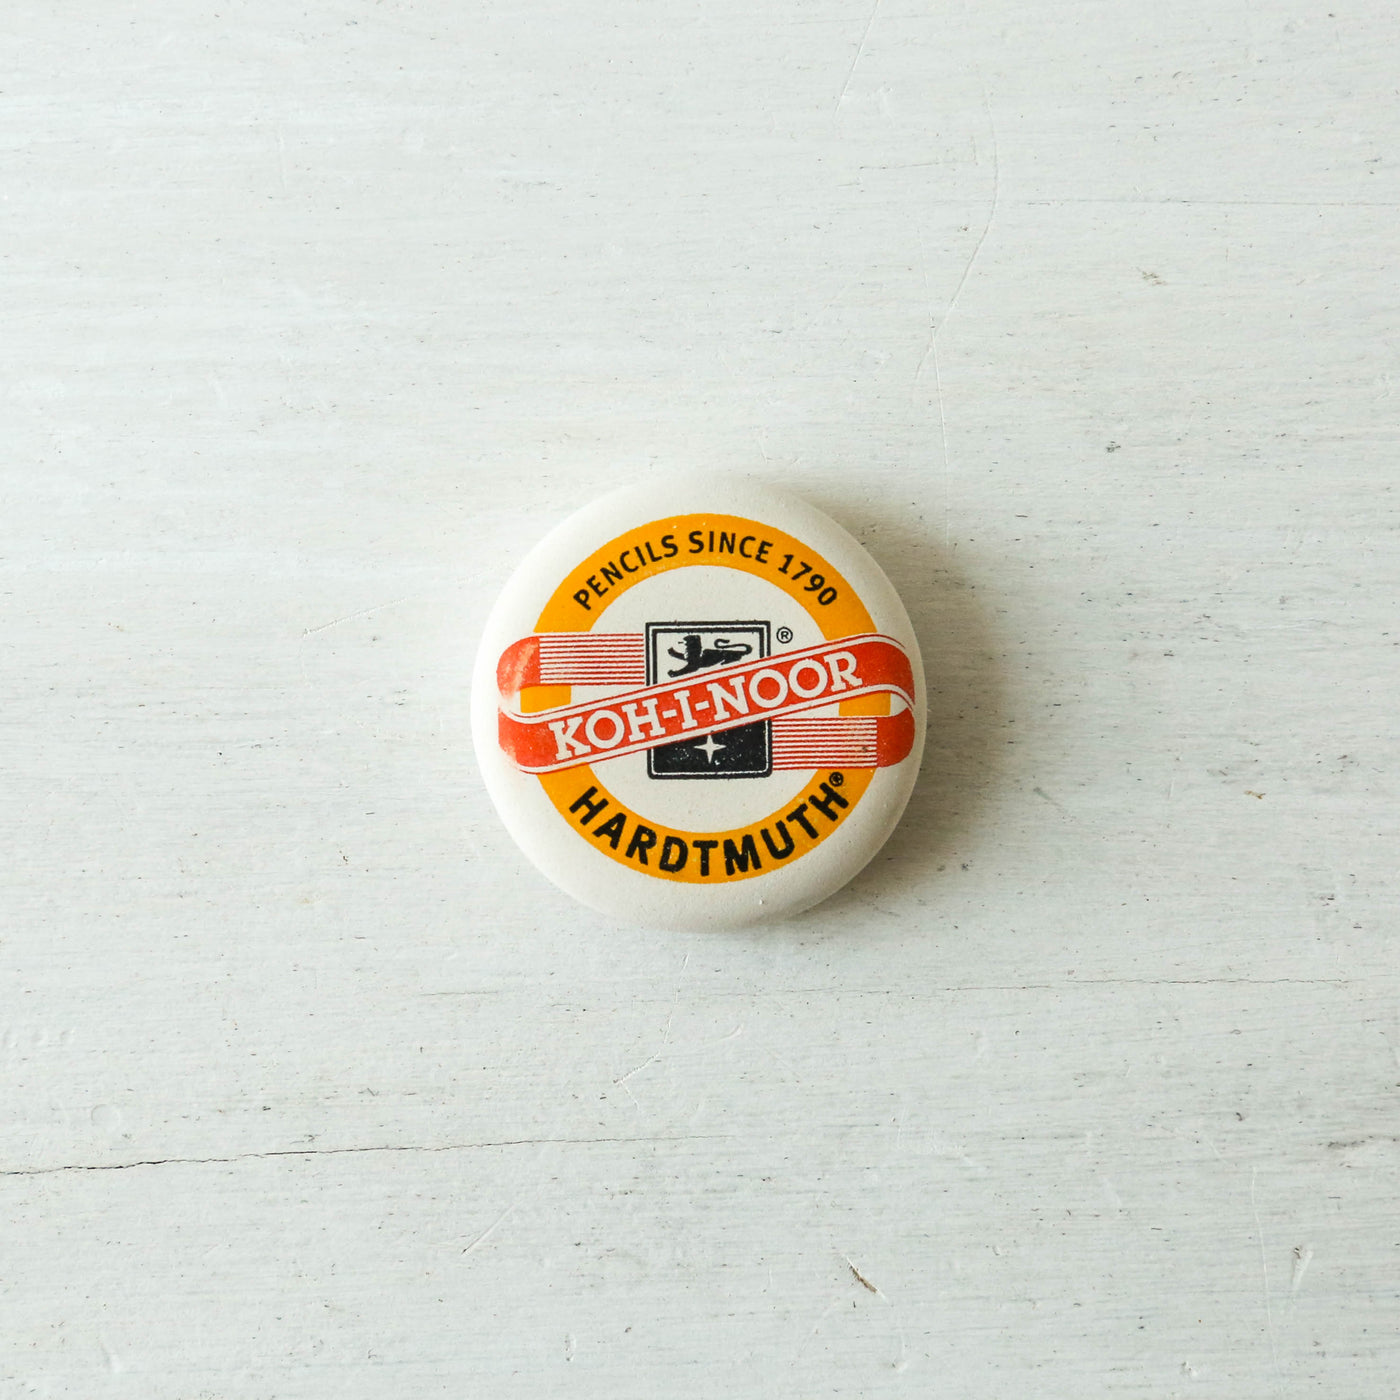 PENCILS SINCE 1790
®
KOH-I-NOOR
HARDTMUTH®